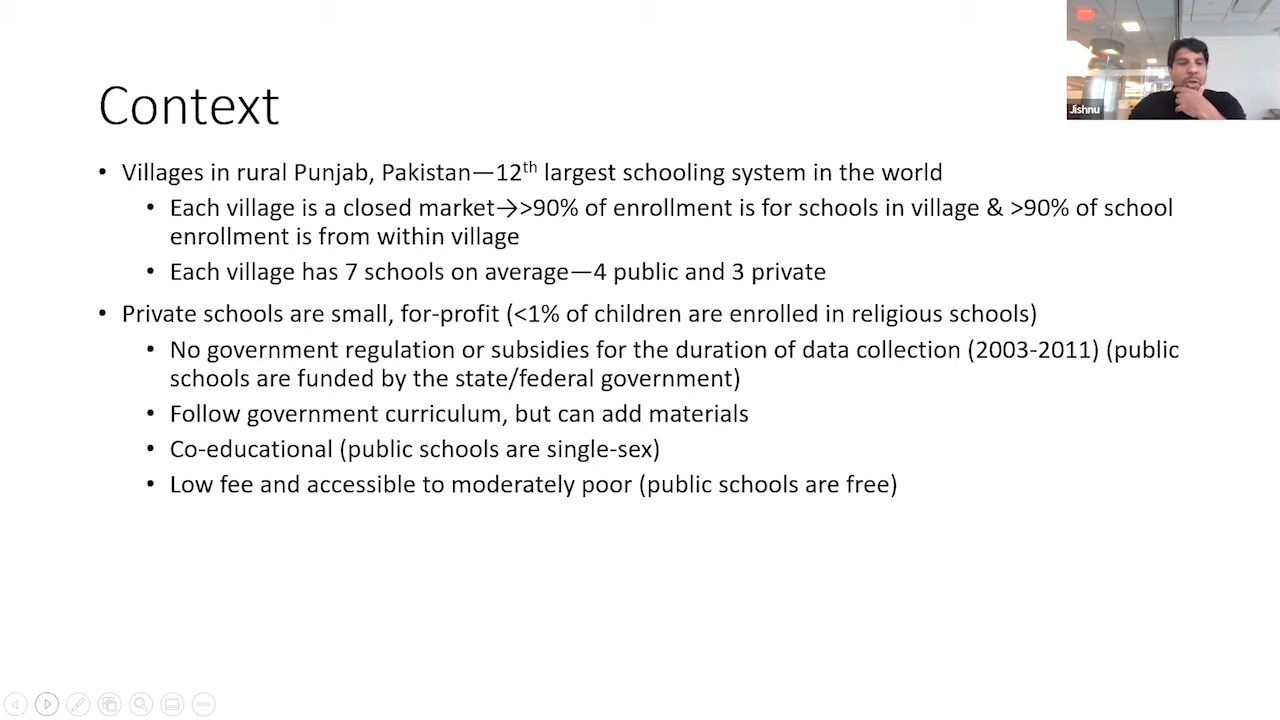 Jishnu
Context
• Villages in rural Punjab, Pakistan—12th largest schooling system in the world
• Each village is a closed market→>90% of enrollment is for schools in village & >90% of school
enrollment is from within village
• Each village has 7 schools on average—4 public and 3 private
• Private schools are small, for-profit (<1% of children are enrolled in religious schools)
• No government regulation or subsidies for the duration of data collection (2003-2011) (public
schools are funded by the state/federal government)
• Follow government curriculum, but can add materials
• Co-educational (public schools are single-sex)
• Low fee and accessible to moderately poor (public schools are free)